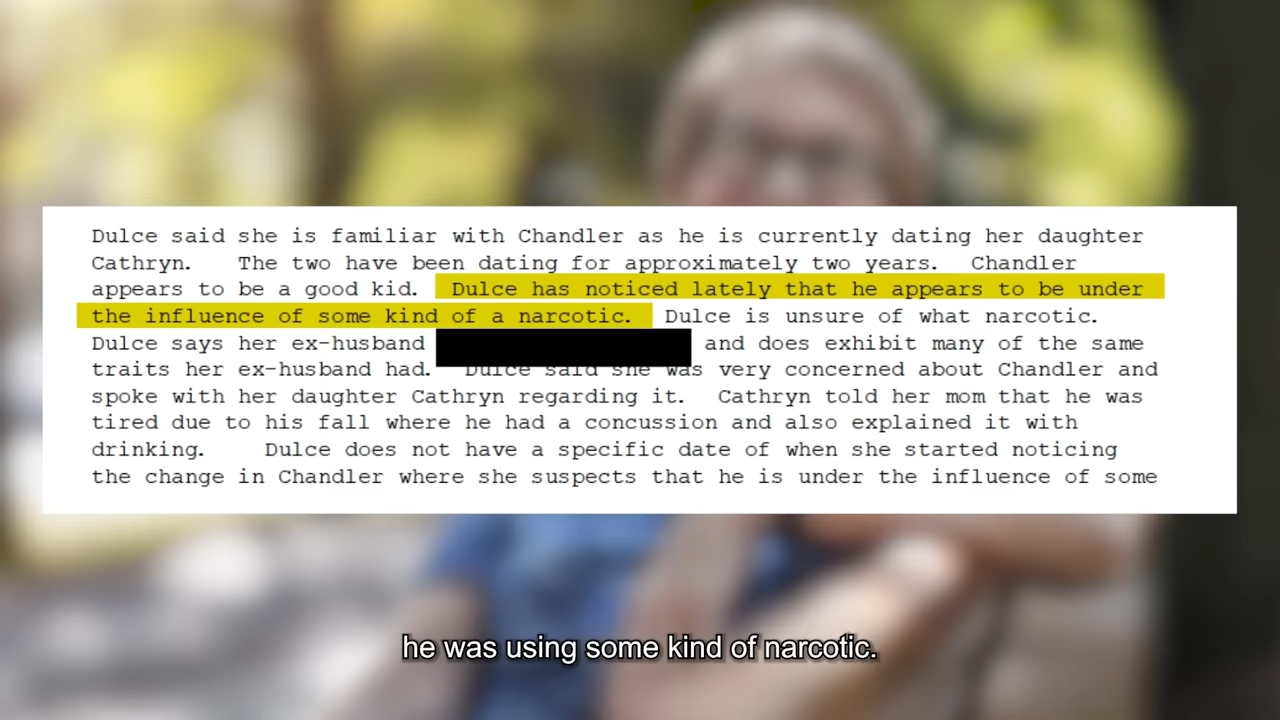 Dulce said she is familiar with Chandler as he is currently dating her daughter
Cathryn. The two have been dating for approximately two years. Chandler
appears to be a good kid. Dulce has noticed lately that he appears to be under
the influence of some kind of a narcotic. Dulce is unsure of what narcotic.
Dulce says her ex-husband and does exhibit many of the same
traits her ex-husband had. Dulce said she was very concerned about Chandler and
spoke with her daughter Cathryn regarding it. Cathryn told her mom that he was
tired due to his fall where he had a concussion and also explained it with
drinking. Dulce does not have a specific date of when she started noticing
the change in Chandler where she suspects that he is under the influence of some
he was using some kind of narcotic.